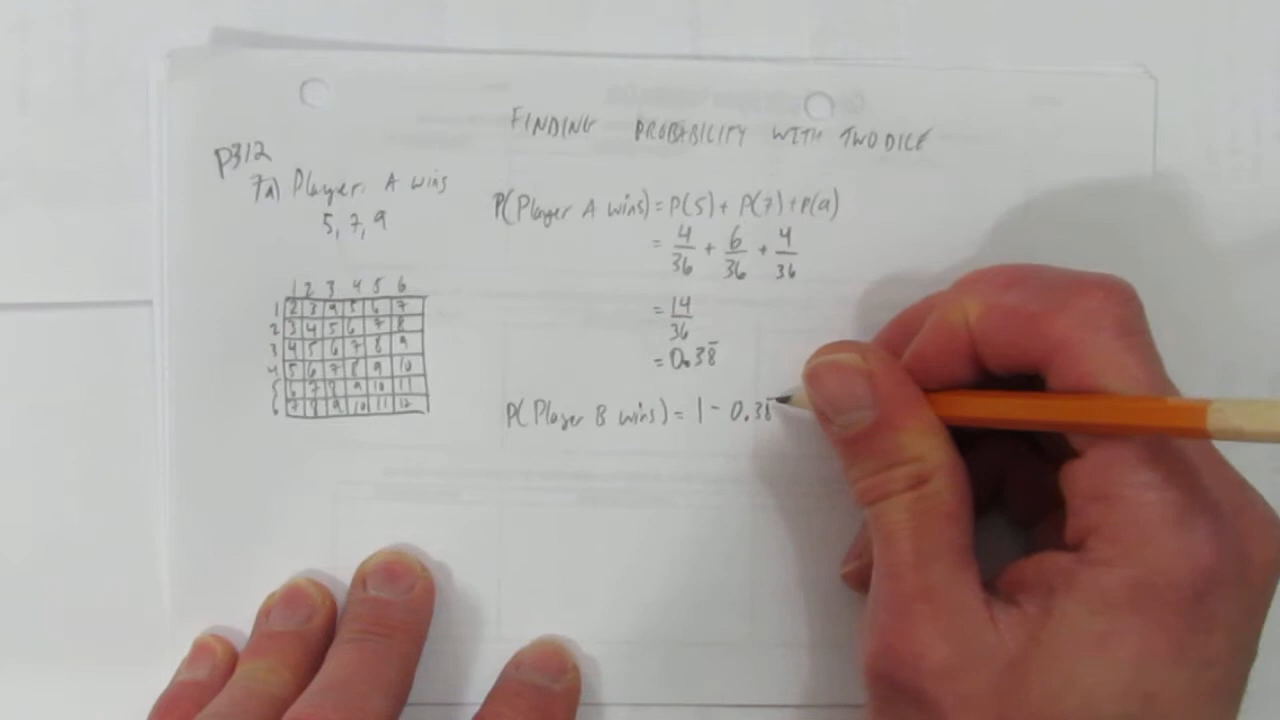 FINDING PROBABILITY WITH TWO DICE
p312
7a) Player A wins
5, 7, 9
P(Player A wins) = P(5) + P(7) + P(9)
= 4/36 + 6/36 + 4/36
= 14/36
= 0.38̅
P(Player B wins) = 1 - 0.38̅
1 2 3 4 5 6
1 2 3 4 5 6 7
2 3 4 5 6 7 8
3 4 5 6 7 8 9
4 5 6 7 8 9 10
5 6 7 8 9 10 11
6 7 8 9 10 11 12